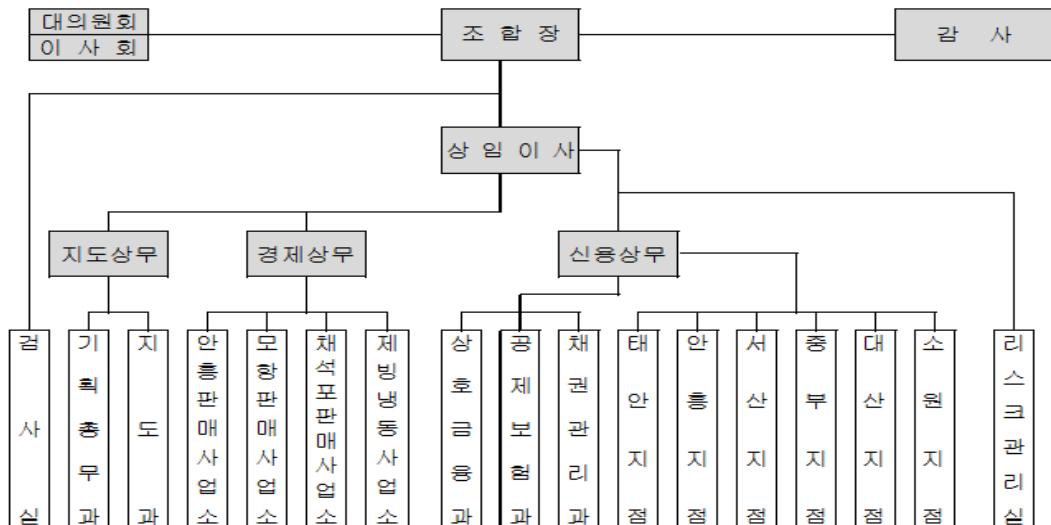 대의원회
이 사 회
조 합 장
감 사
상 임 이 사
지도상무
경제상무
신용상무
검사실
기획총무과
지도과
안흥판매사업소
모항판매사업소
채석포판매사업소
제빙냉동사업소
상호금융과
공제보험과
채권관리과
태안지점
안흥지점
서산지점
중부지점
대산지점
소원지점
리스크관리실